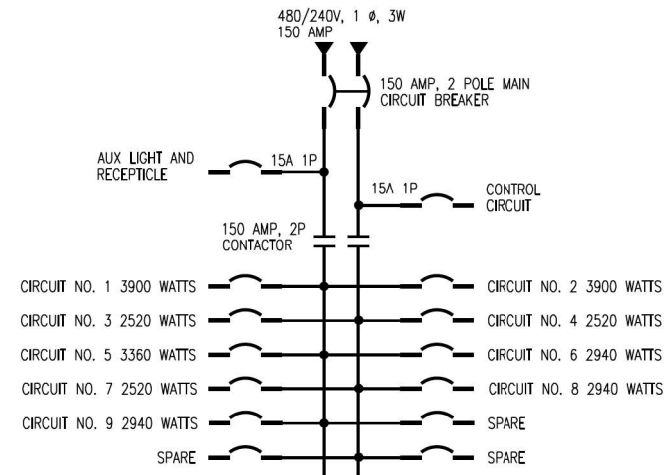 480/240V, 1 ø, 3W
150 AMP
150 AMP, 2 POLE MAIN
CIRCUIT BREAKER
AUX LIGHT AND
RECEPTICLE
15A 1P
15A 1P
CONTROL
CIRCUIT
150 AMP, 2P
CONTACTOR
CIRCUIT NO. 1 3900 WATTS
CIRCUIT NO. 2 3900 WATTS
CIRCUIT NO. 3 2520 WATTS
CIRCUIT NO. 4 2520 WATTS
CIRCUIT NO. 5 3360 WATTS
CIRCUIT NO. 6 2940 WATTS
CIRCUIT NO. 7 2520 WATTS
CIRCUIT NO. 8 2940 WATTS
CIRCUIT NO. 9 2940 WATTS
SPARE
SPARE
SPARE